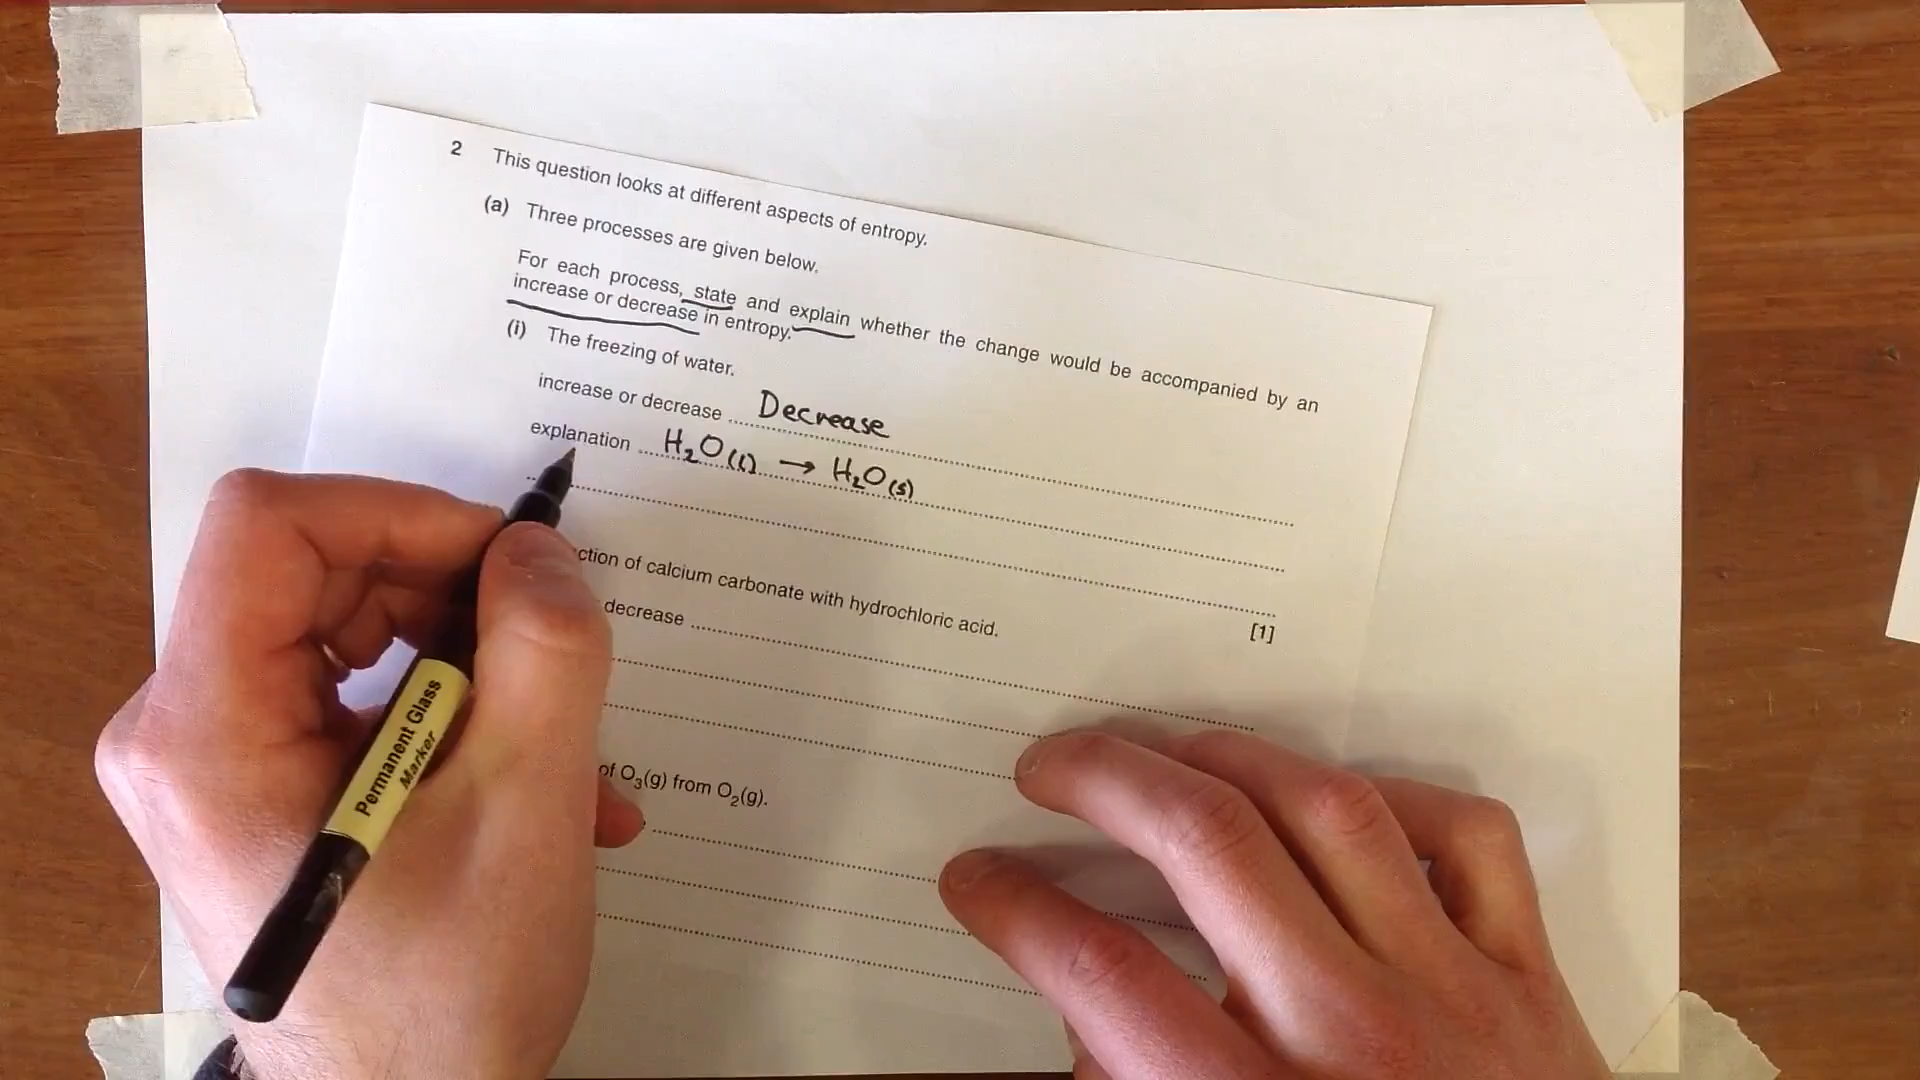 2 This question looks at different aspects of entropy.
(a) Three processes are given below.
For each process, state and explain whether the change would be accompanied by an
increase or decrease in entropy.
(i) The freezing of water.
increase or decrease Decrease
explanation H₂O(l) → H₂O(s)
of calcium carbonate with hydrochloric acid.
[1]
decrease
of O₃(g) from O₂(g).
Permanent Glass
Marker